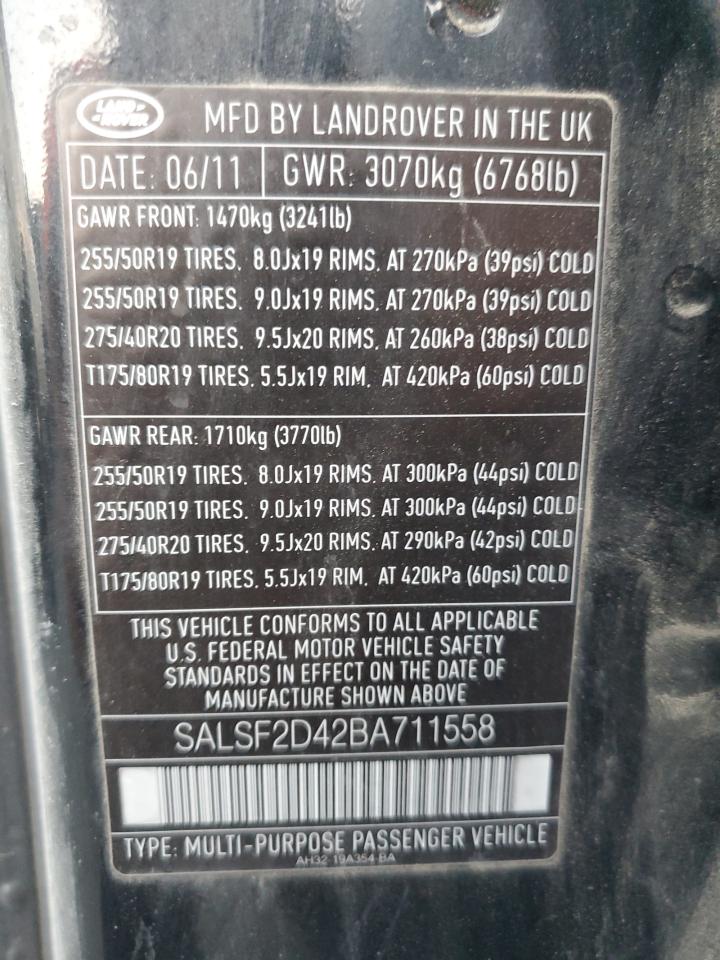 LAND ROVER
MFD BY LANDROVER IN THE UK
DATE: 06/11 GWR: 3070kg (6768lb)
GAWR FRONT: 1470kg (3241lb)
255/50R19 TIRES, 8.0Jx19 RIMS, AT 270kPa (39psi) COLD
255/50R19 TIRES, 9.0Jx19 RIMS, AT 270kPa (39psi) COLD
275/40R20 TIRES, 9.5Jx20 RIMS, AT 260kPa (38psi) COLD
T175/80R19 TIRES, 5.5Jx19 RIM, AT 420kPa (60psi) COLD
GAWR REAR: 1710kg (3770lb)
255/50R19 TIRES, 8.0Jx19 RIMS, AT 300kPa (44psi) COLD
255/50R19 TIRES, 9.0Jx19 RIMS, AT 300kPa (44psi) COLD
275/40R20 TIRES, 9.5Jx20 RIMS, AT 290kPa (42psi) COLD
T175/80R19 TIRES, 5.5Jx19 RIM, AT 420kPa (60psi) COLD
THIS VEHICLE CONFORMS TO ALL APPLICABLE
U.S. FEDERAL MOTOR VEHICLE SAFETY
STANDARDS IN EFFECT ON THE DATE OF
MANUFACTURE SHOWN ABOVE
SALSF2D42BA711558
TYPE: MULTI-PURPOSE PASSENGER VEHICLE
AH32-19A354-BA